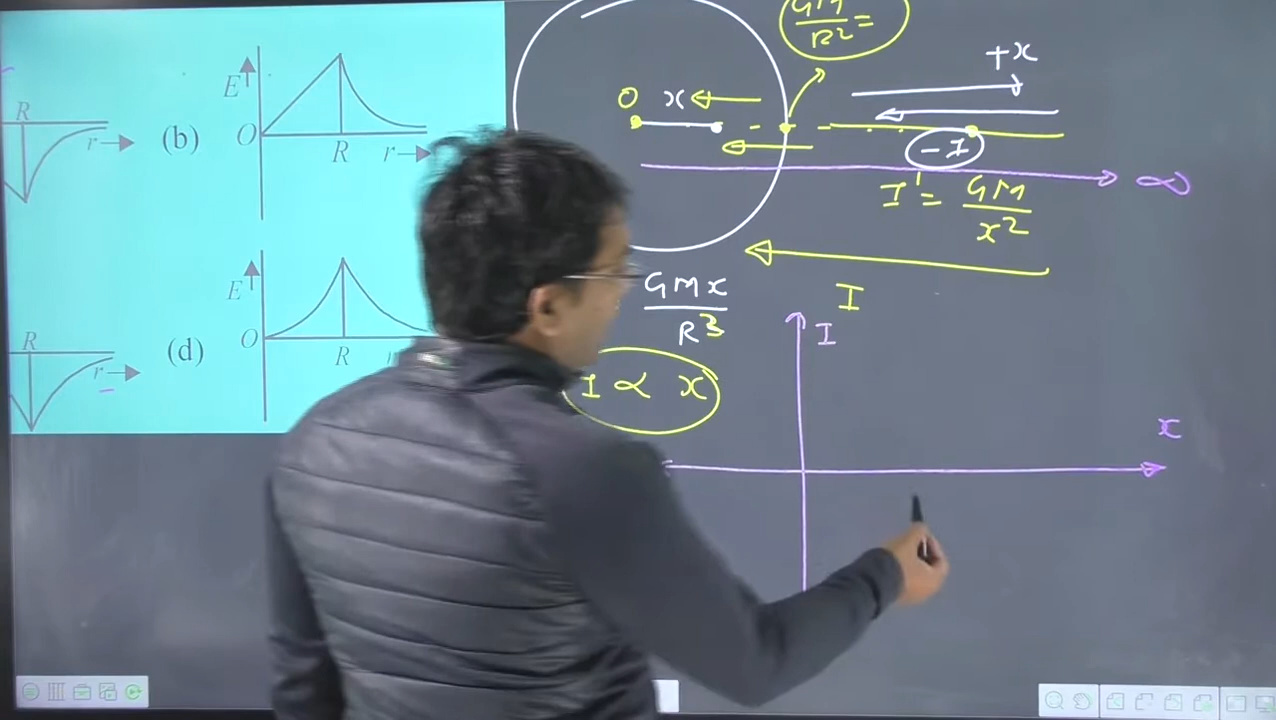 R
r
(b)
E
O
R
r
R
r
(d)
E
O
R
GM
R² =
O x
+x
-I
∞
I' = GM
x²
I
GMx
R³
I ∝ x
I
x